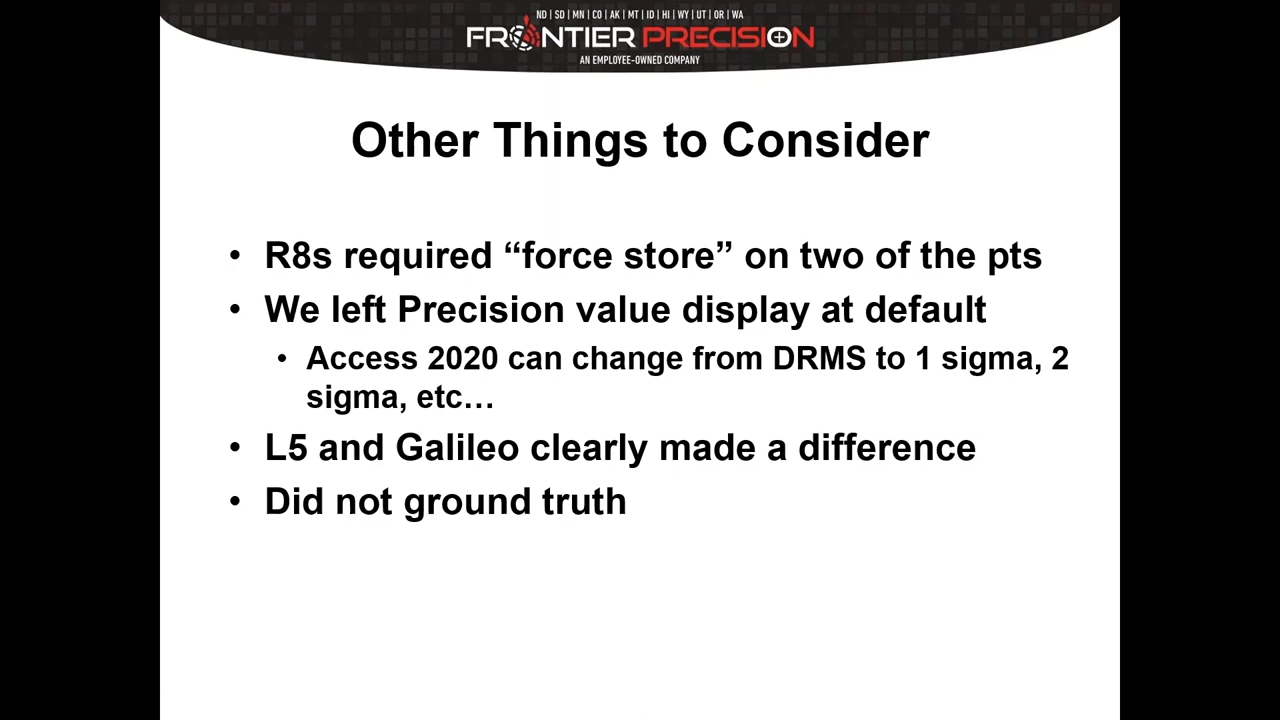 ND | SD | MN | CO | AK | MT | ID | HI | WY | UT | OR | WA
FRONTIER PRECISION
AN EMPLOYEE-OWNED COMPANY
Other Things to Consider
• R8s required “force store” on two of the pts
• We left Precision value display at default
• Access 2020 can change from DRMS to 1 sigma, 2
sigma, etc…
• L5 and Galileo clearly made a difference
• Did not ground truth